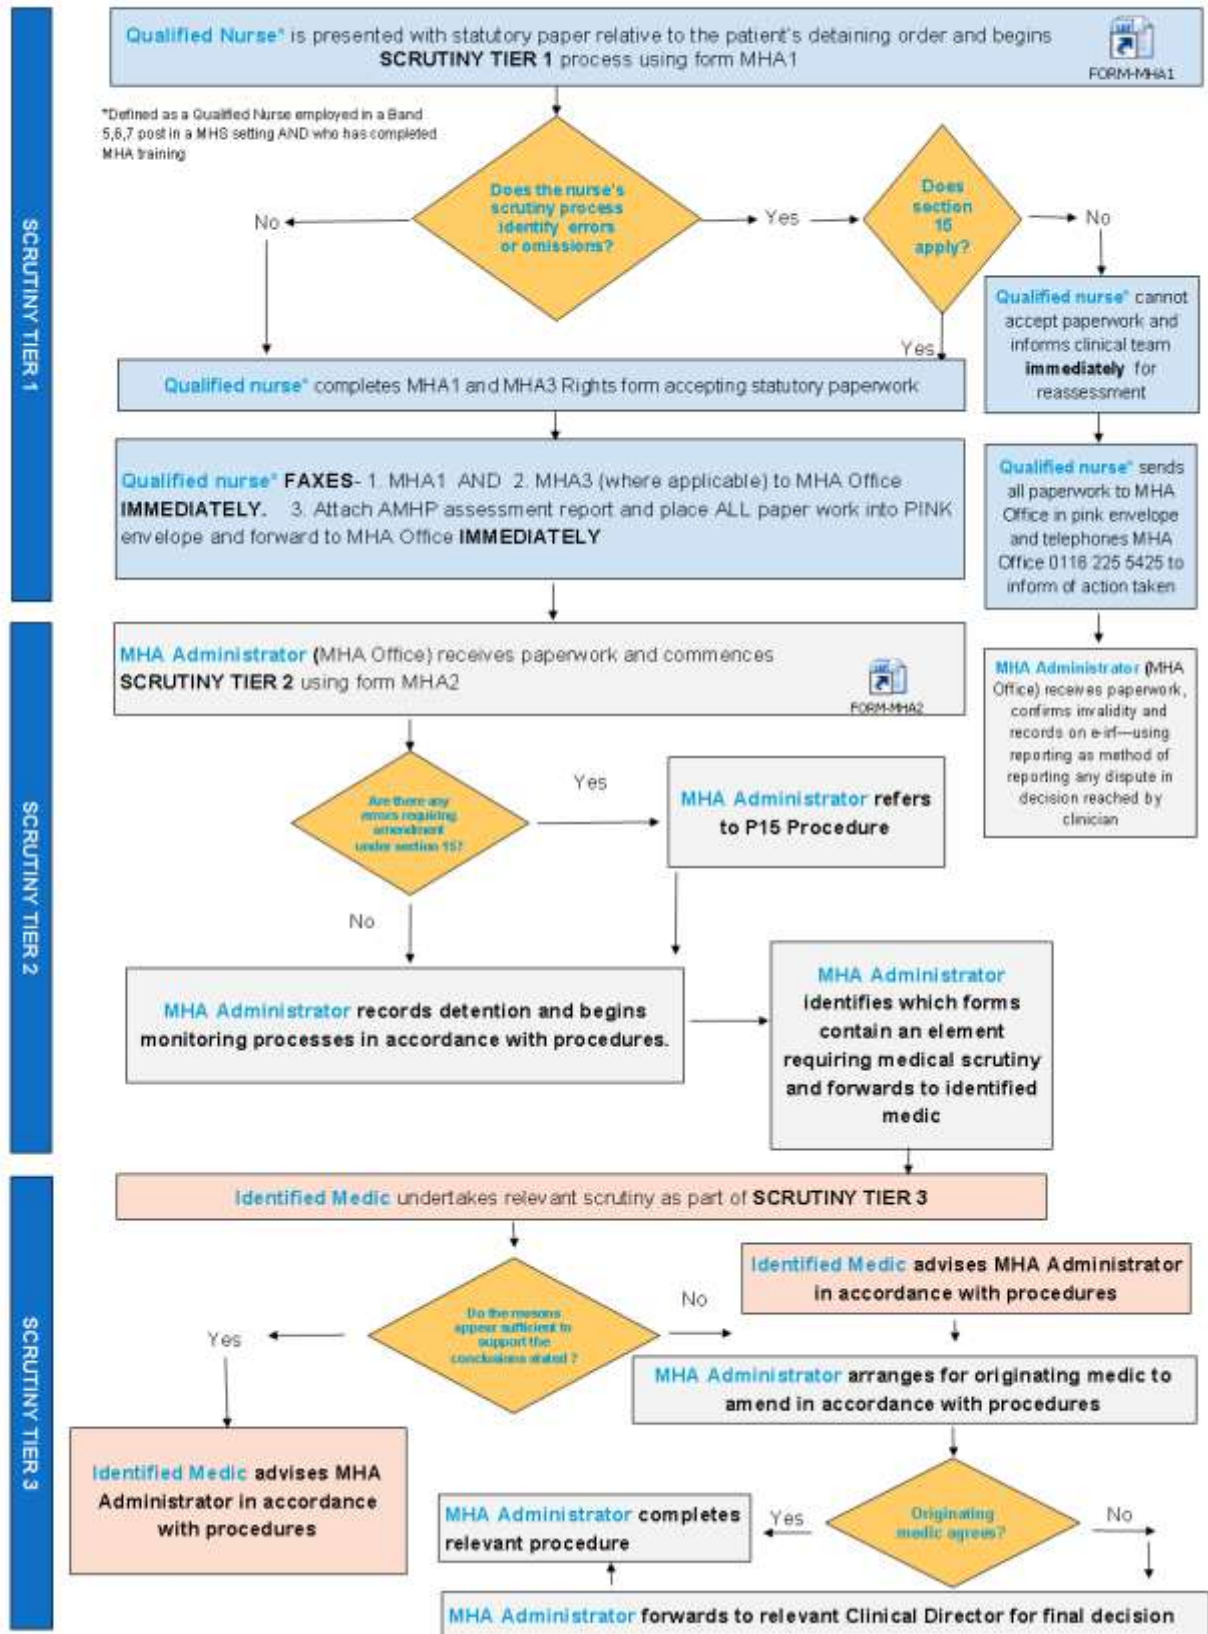 Qualified Nurse* is presented with statutory paper relative to the patient's detaining order and begins
SCRUTINY TIER 1 process using form MHA1
FORM-MHA1
*Defined as a Qualified Nurse employed in a Band
5,6,7 post in a MHS setting AND who has completed
MHA training
SCRUTINY TIER 1
Does the nurse's
scrutiny process
identify errors
or omissions?
No
Yes
Does
section
15
apply?
No
Yes
Qualified nurse* cannot
accept paperwork and
informs clinical team
immediately for
reassessment
Qualified nurse* completes MHA1 and MHA3 Rights form accepting statutory paperwork
Qualified nurse* FAXES- 1. MHA1 AND 2. MHA3 (where applicable) to MHA Office
IMMEDIATELY. 3. Attach AMHP assessment report and place ALL paper work into PINK
envelope and forward to MHA Office IMMEDIATELY
Qualified nurse* sends
all paperwork to MHA
Office in pink envelope
and telephones MHA
Office 0116 225 5425 to
inform of action taken
SCRUTINY TIER 2
MHA Administrator (MHA Office) receives paperwork and commences
SCRUTINY TIER 2 using form MHA2
FORM-MHA2
MHA Administrator (MHA
Office) receives paperwork,
confirms invalidity and
records on e-irf—using
reporting as method of
reporting any dispute in
decision reached by
clinician
Are there any
errors requiring
amendment
under section 15?
Yes
No
MHA Administrator refers
to P15 Procedure
MHA Administrator records detention and begins
monitoring processes in accordance with procedures.
MHA Administrator
identifies which forms
contain an element
requiring medical scrutiny
and forwards to identified
medic
SCRUTINY TIER 3
Identified Medic undertakes relevant scrutiny as part of SCRUTINY TIER 3
Do the reasons
appear sufficient to
support the
conclusions stated ?
Yes
No
Identified Medic advises MHA Administrator
in accordance with procedures
MHA Administrator arranges for originating medic to
amend in accordance with procedures
Identified Medic advises MHA
Administrator in accordance
with procedures
Originating
medic agrees?
Yes
No
MHA Administrator completes
relevant procedure
MHA Administrator forwards to relevant Clinical Director for final decision